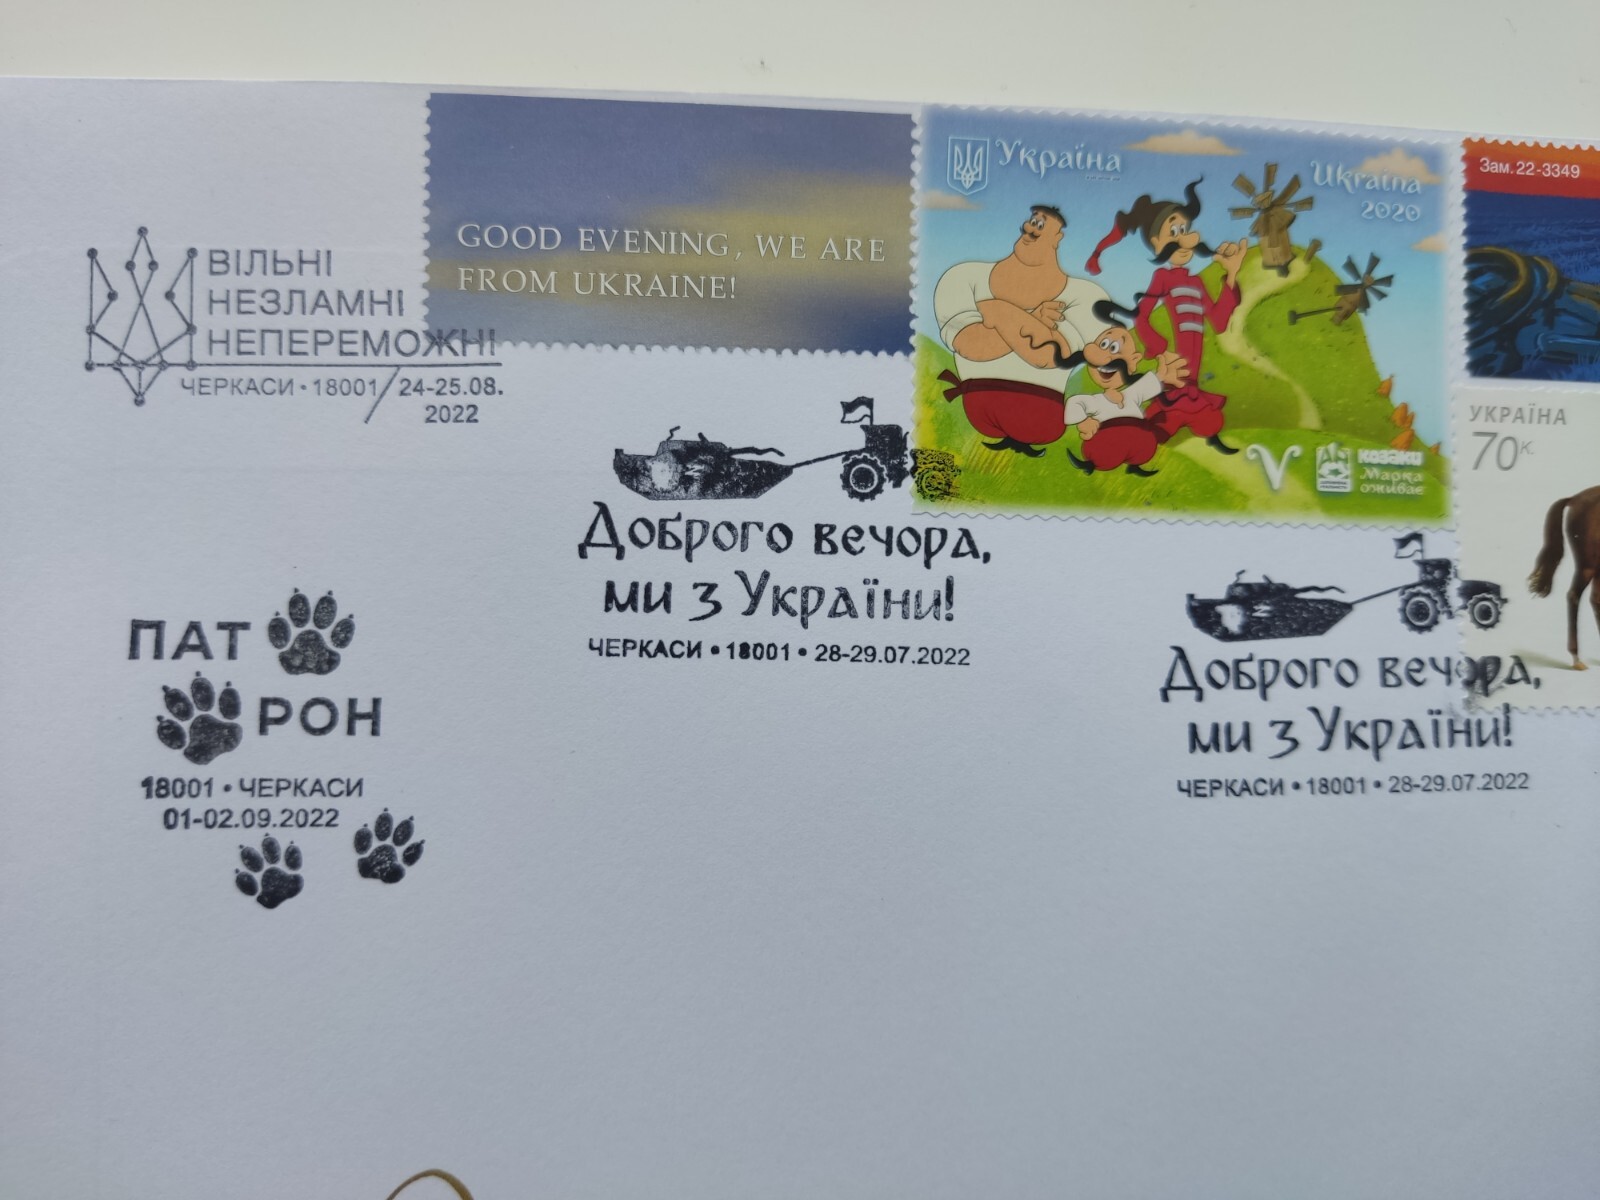 ВІЛЬНІ
НЕЗЛАМНІ
НЕПЕРЕМОЖНІ
ЧЕРКАСИ • 18001 / 24-25.08.
2022
GOOD EVENING, WE ARE
FROM UKRAINE!
Україна
Ukraina
2020
V
КОЗАКИ
Марка
оживає
Зам. 22-3349
УКРАЇНА
70к.
Доброго вечора,
ми з України!
ЧЕРКАСИ • 18001 • 28-29.07.2022
Z
Доброго вечора,
ми з України!
ЧЕРКАСИ • 18001 • 28-29.07.2022
Z
ПАТ
РОН
18001 • ЧЕРКАСИ
01-02.09.2022